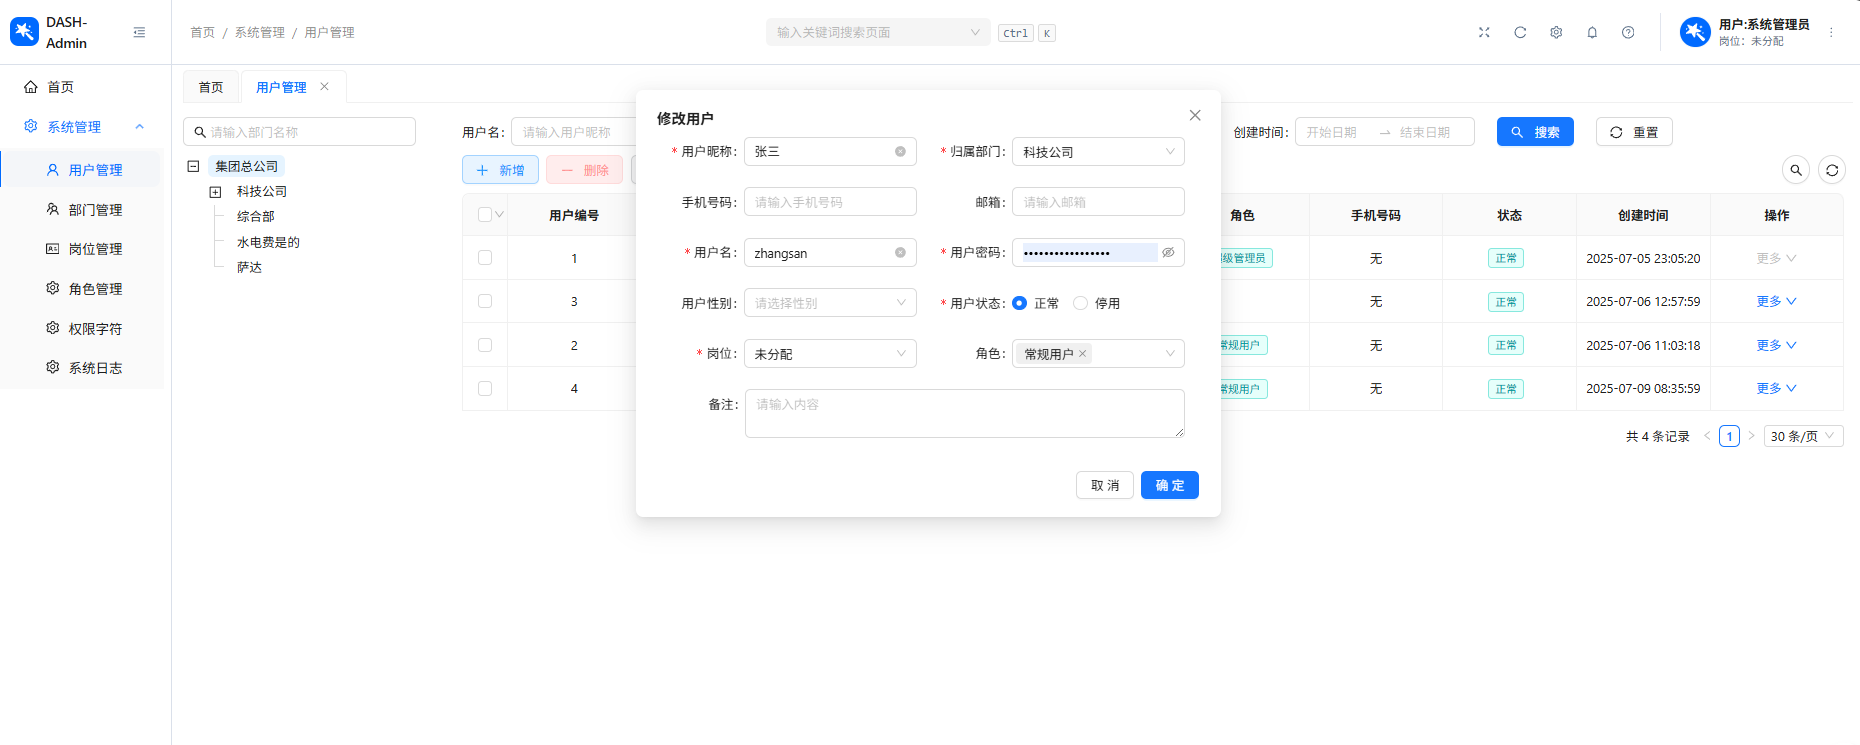 DASH-Admin
首页 / 系统管理 / 用户管理
输入关键词搜索页面 Ctrl K
用户:系统管理员
岗位：未分配
首页
系统管理
用户管理
部门管理
岗位管理
角色管理
权限字符
系统日志
首页 用户管理
请输入部门名称
集团总公司
科技公司
综合部
水电费是的
萨达
用户名： 请输入用户昵称
创建时间： 开始日期 → 结束日期 搜索 重置
新增 删除
用户编号 角色 手机号码 状态 创建时间 操作
1 级管理员 无 正常 2025-07-05 23:05:20 更多
3 无 正常 2025-07-06 12:57:59 更多
2 常规用户 无 正常 2025-07-06 11:03:18 更多
4 常规用户 无 正常 2025-07-09 08:35:59 更多
共 4 条记录 < 1 > 30 条/页
修改用户
* 用户昵称： 张三 * 归属部门： 科技公司
手机号码： 请输入手机号码 邮箱： 请输入邮箱
* 用户名： zhangsan * 用户密码： •••••••••••••••••
用户性别： 请选择性别 * 用户状态： 正常 停用
* 岗位： 未分配 角色： 常规用户 ×
备注： 请输入内容
取 消 确 定